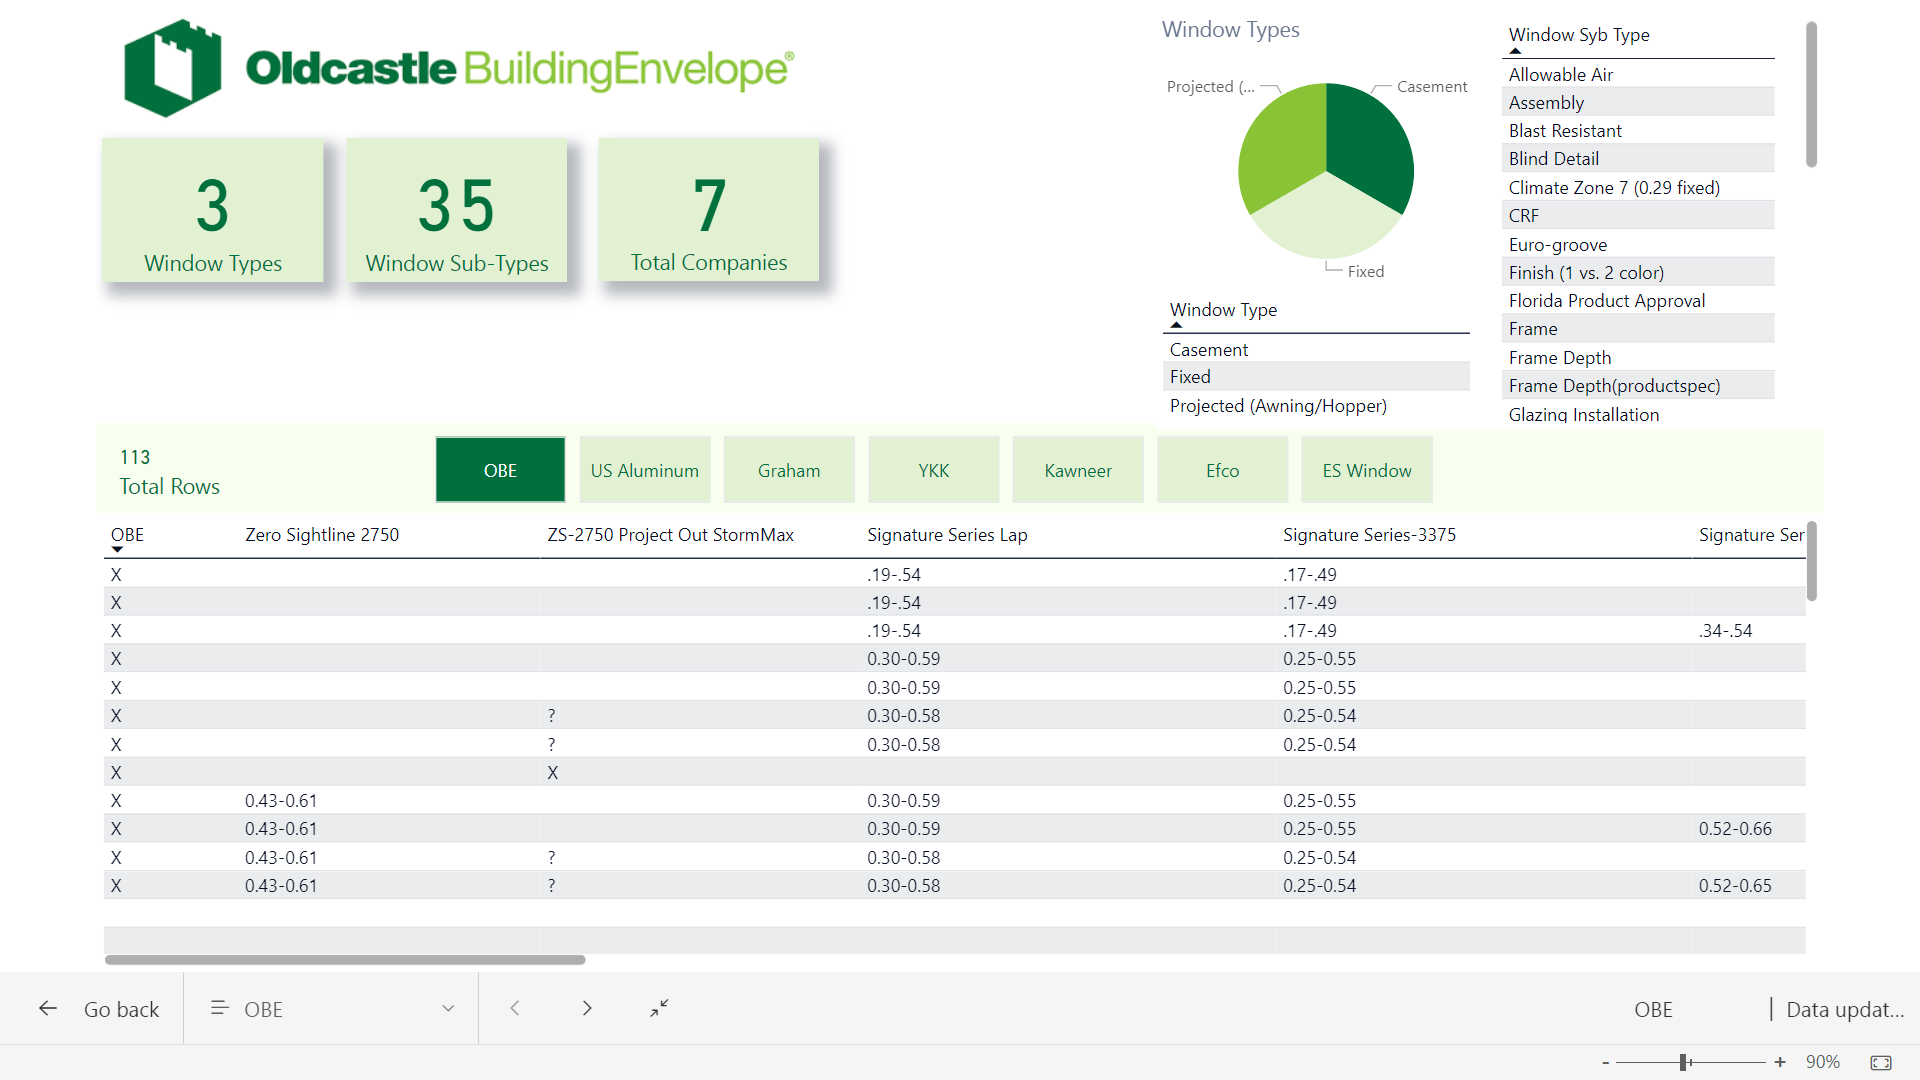 Oldcastle BuildingEnvelope®
3
Window Types
35
Window Sub-Types
7
Total Companies
Window Types
Projected (...
Casement
Fixed
Window Type
Casement
Fixed
Projected (Awning/Hopper)
Window Syb Type
Allowable Air
Assembly
Blast Resistant
Blind Detail
Climate Zone 7 (0.29 fixed)
CRF
Euro-groove
Finish (1 vs. 2 color)
Florida Product Approval
Frame
Frame Depth
Frame Depth(productspec)
Glazing Installation
113
Total Rows
OBE US Aluminum Graham YKK Kawneer Efco ES Window
OBE Zero Sightline 2750 ZS-2750 Project Out StormMax Signature Series Lap Signature Series-3375 Signature Ser
X .19-.54 .17-.49
X .19-.54 .17-.49
X .19-.54 .17-.49 .34-.54
X 0.30-0.59 0.25-0.55
X 0.30-0.59 0.25-0.55
X ? 0.30-0.58 0.25-0.54
X ? 0.30-0.58 0.25-0.54
X X
X 0.43-0.61 0.30-0.59 0.25-0.55
X 0.43-0.61 0.30-0.59 0.25-0.55 0.52-0.66
X 0.43-0.61 ? 0.30-0.58 0.25-0.54
X 0.43-0.61 ? 0.30-0.58 0.25-0.54 0.52-0.65
Go back OBE OBE | Data updat...
- + 90%